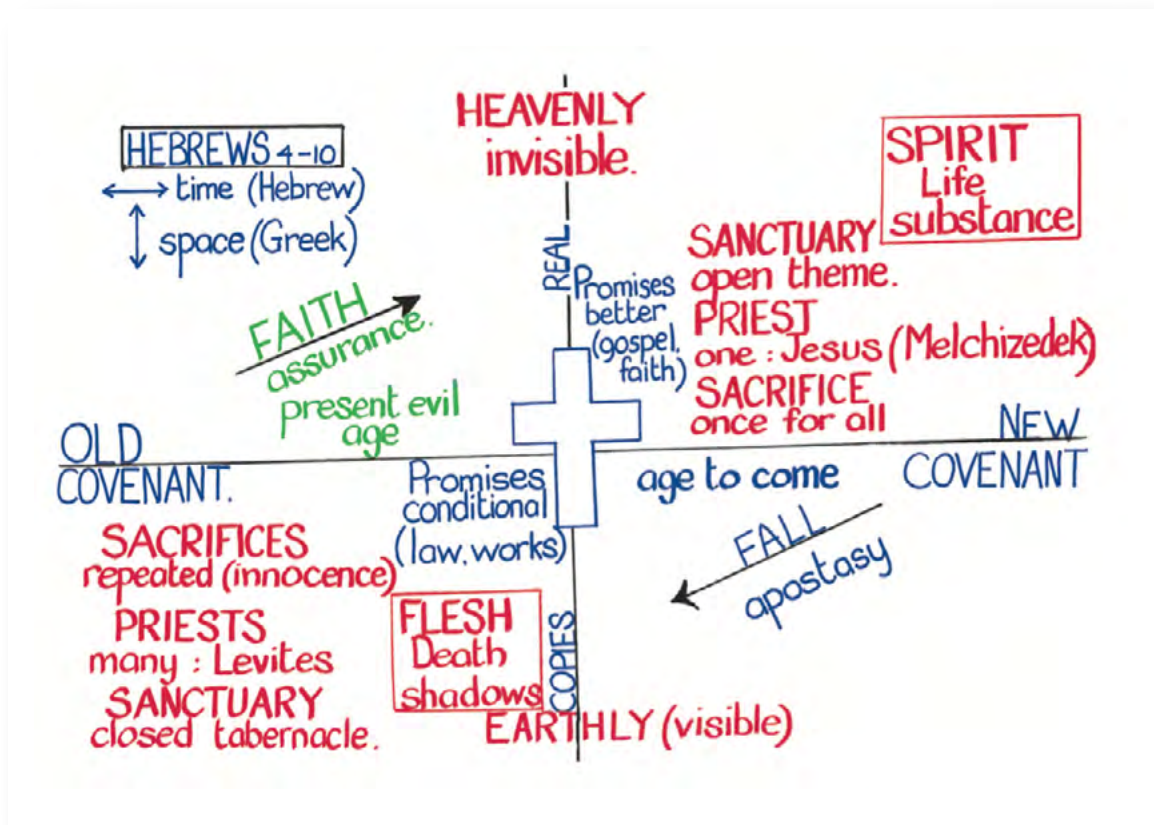 HEBREWS 4-10
time (Hebrew)
space (Greek)
HEAVENLY
invisible.
REAL
SPIRIT
Life
substance
FAITH
assurance.
present evil
age
Promises
better
(gospel,
faith)
SANCTUARY
open theme.
PRIEST
one : Jesus (Melchizedek)
SACRIFICE
once for all
OLD
COVENANT.
NEW
COVENANT
age to come
Promises
conditional
(law, works)
SACRIFICES
repeated (innocence)
PRIESTS
many : Levites
SANCTUARY
closed tabernacle.
FLESH
Death
shadows
COPIES
EARTHLY (visible)
FALL
apostasy